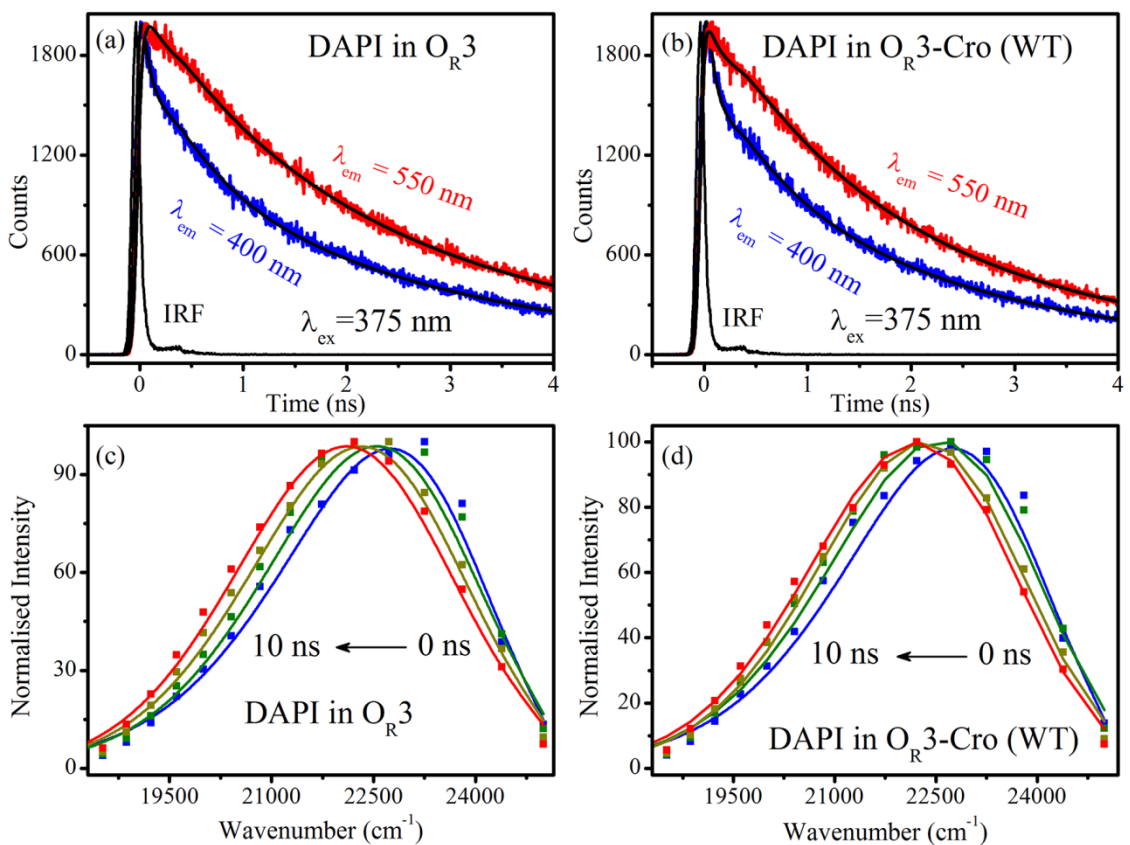 (a) DAPI in O_R3
1800
1200
600
0
Counts
λ_em = 550 nm
λ_em = 400 nm
IRF
λ_ex=375 nm
0 1 2 3 4
Time (ns)
(b) DAPI in O_R3-Cro (WT)
1800
1200
600
0
Counts
λ_em = 550 nm
λ_em = 400 nm
IRF
λ_ex=375 nm
0 1 2 3 4
Time (ns)
(c)
90
60
30
0
Normalised Intensity
10 ns ← 0 ns
DAPI in O_R3
19500 21000 22500 24000
Wavenumber (cm⁻¹)
(d)
100
80
60
40
20
0
Normalised Intensity
10 ns ← 0 ns
DAPI in O_R3-Cro (WT)
19500 21000 22500 24000
Wavenumber (cm⁻¹)